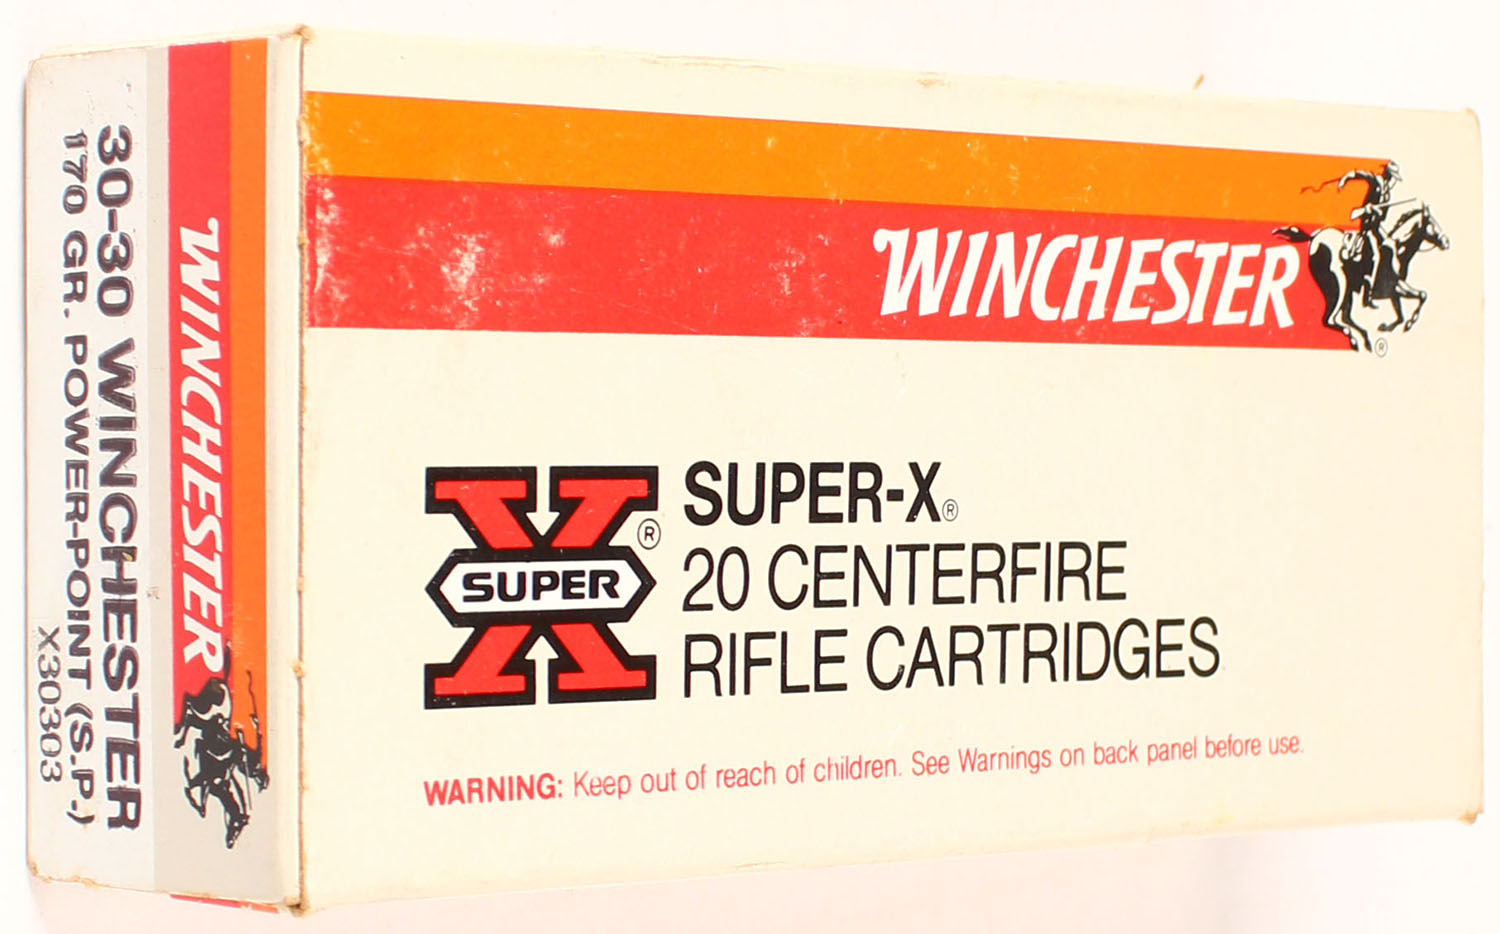 30-30 WINCHESTER
170 GR. POWER-POINT (S.P.)
X30303
WINCHESTER
WINCHESTER
®
SUPER
®
SUPER-X®
20 CENTERFIRE
RIFLE CARTRIDGES
WARNING: Keep out of reach of children. See Warnings on back panel before use.